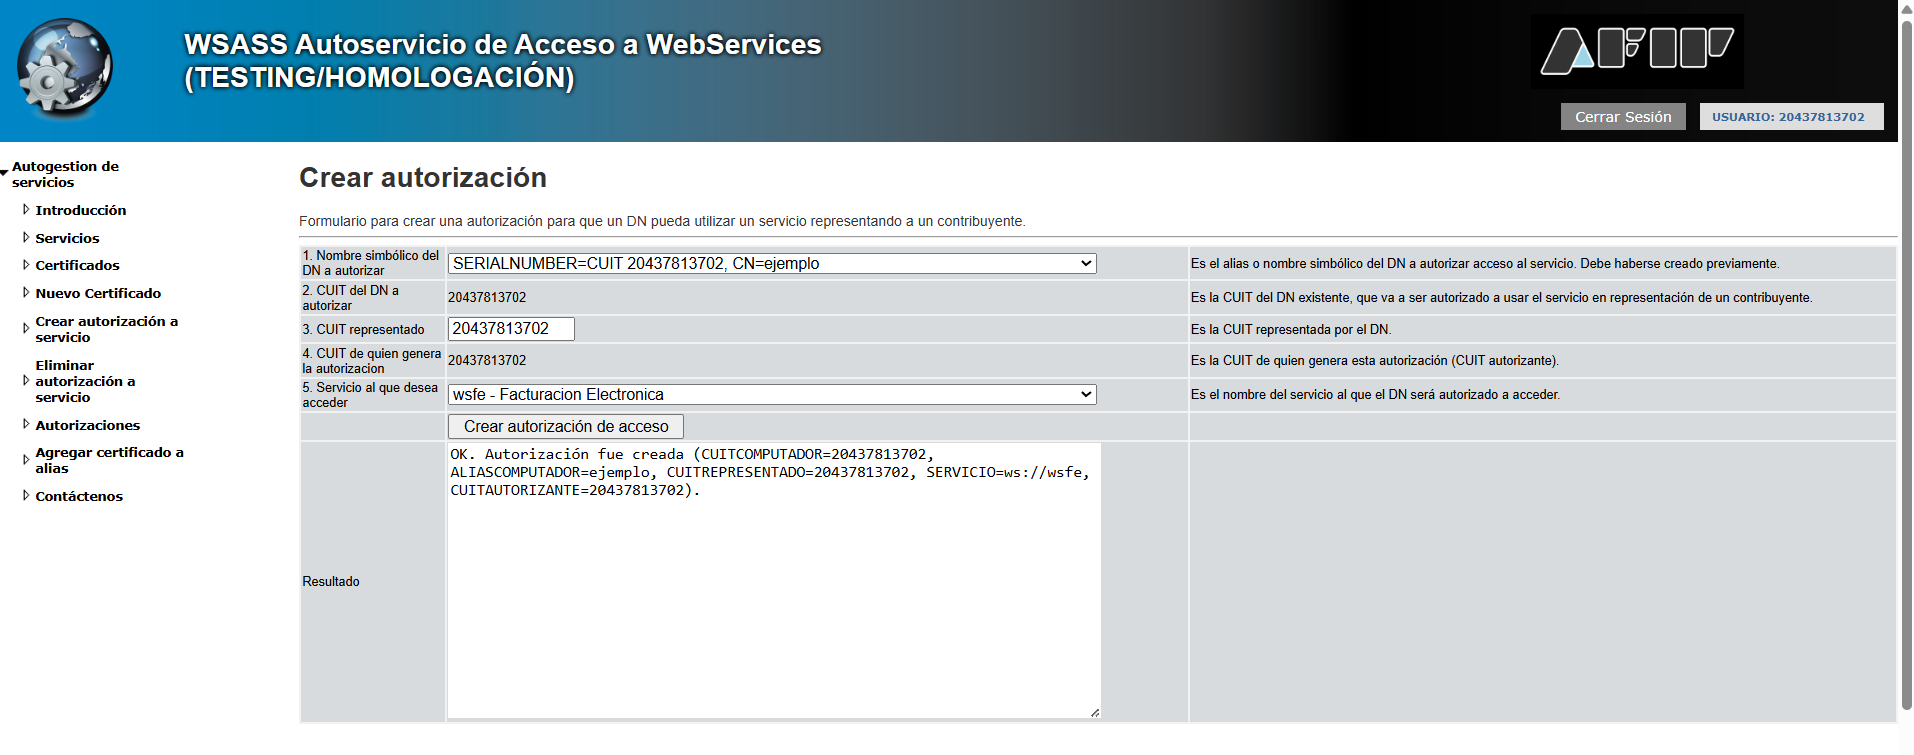 WSASS Autoservicio de Acceso a WebServices
(TESTING/HOMOLOGACIÓN)
AFIP
Cerrar Sesión
USUARIO: 20437813702
Autogestion de
servicios
Introducción
Servicios
Certificados
Nuevo Certificado
Crear autorización a
servicio
Eliminar
autorización a
servicio
Autorizaciones
Agregar certificado a
alias
Contáctenos
Crear autorización
Formulario para crear una autorización para que un DN pueda utilizar un servicio representando a un contribuyente.
1. Nombre simbólico del
DN a autorizar
SERIALNUMBER=CUIT 20437813702, CN=ejemplo
Es el alias o nombre simbólico del DN a autorizar acceso al servicio. Debe haberse creado previamente.
2. CUIT del DN a
autorizar
20437813702
Es la CUIT del DN existente, que va a ser autorizado a usar el servicio en representación de un contribuyente.
3. CUIT representado
20437813702
Es la CUIT representada por el DN.
4. CUIT de quien genera
la autorizacion
20437813702
Es la CUIT de quien genera esta autorización (CUIT autorizante).
5. Servicio al que desea
acceder
wsfe - Facturacion Electronica
Es el nombre del servicio al que el DN será autorizado a acceder.
Crear autorización de acceso
Resultado
OK. Autorización fue creada (CUITCOMPUTADOR=20437813702,
ALIASCOMPUTADOR=ejemplo, CUITREPRESENTADO=20437813702, SERVICIO=ws://wsfe,
CUITAUTORIZANTE=20437813702).